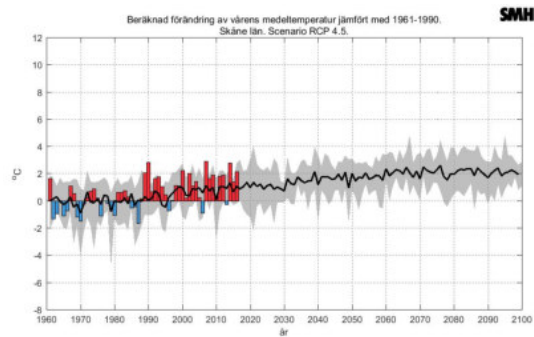 Beräknad förändring av vårens medeltemperatur jämfört med 1961-1990.
Skåne län. Scenario RCP 4.5.
SMH
12
10
8
6
4
2
0
-2
-4
-6
-8
°C
1960 1970 1980 1990 2000 2010 2020 2030 2040 2050 2060 2070 2080 2090 2100
år